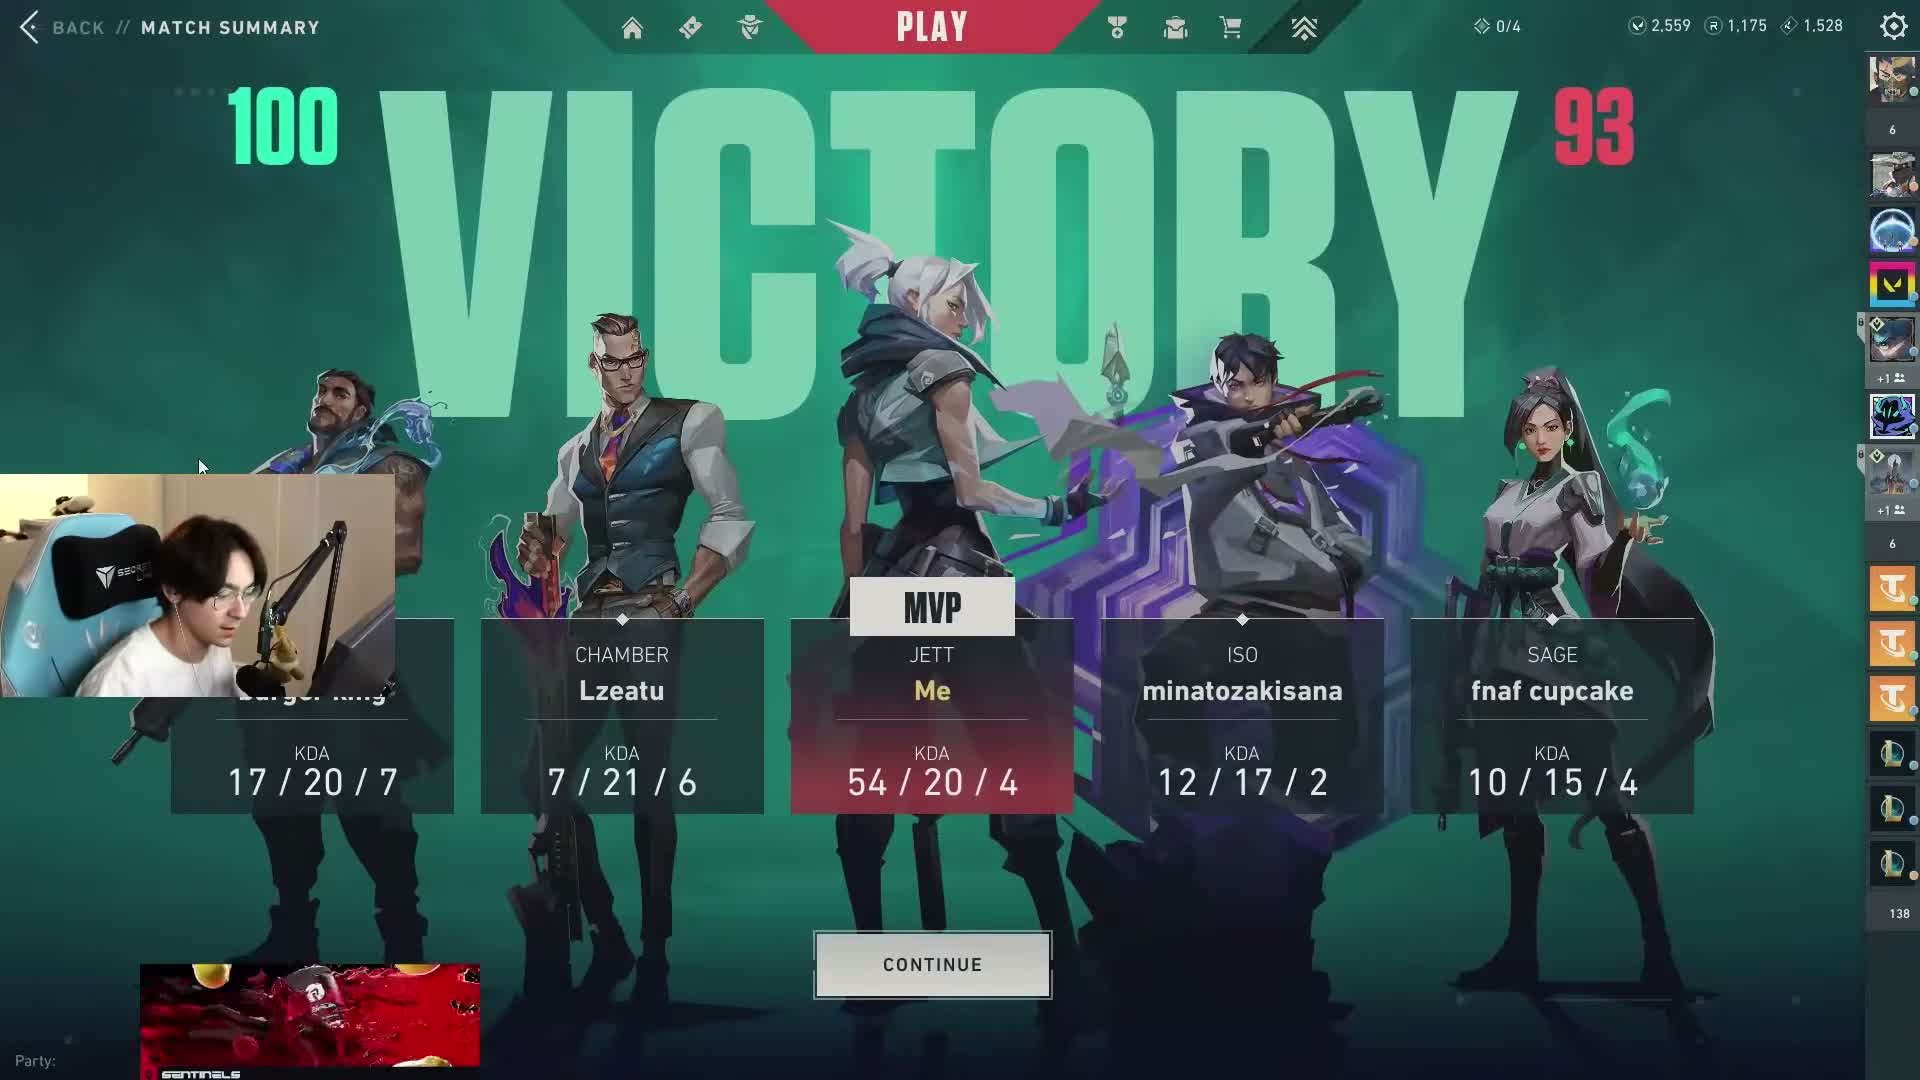 BACK // MATCH SUMMARY
PLAY
0/4
2,559
1,175
1,528
100
VICTORY
93
6
+1
+1
6
138
MVP
CHAMBER
JETT
ISO
SAGE
burger king
Lzeatu
Me
minatozakisana
fnaf cupcake
KDA
KDA
KDA
KDA
KDA
17 / 20 / 7
7 / 21 / 6
54 / 20 / 4
12 / 17 / 2
10 / 15 / 4
CONTINUE
Party:
SENTINELS